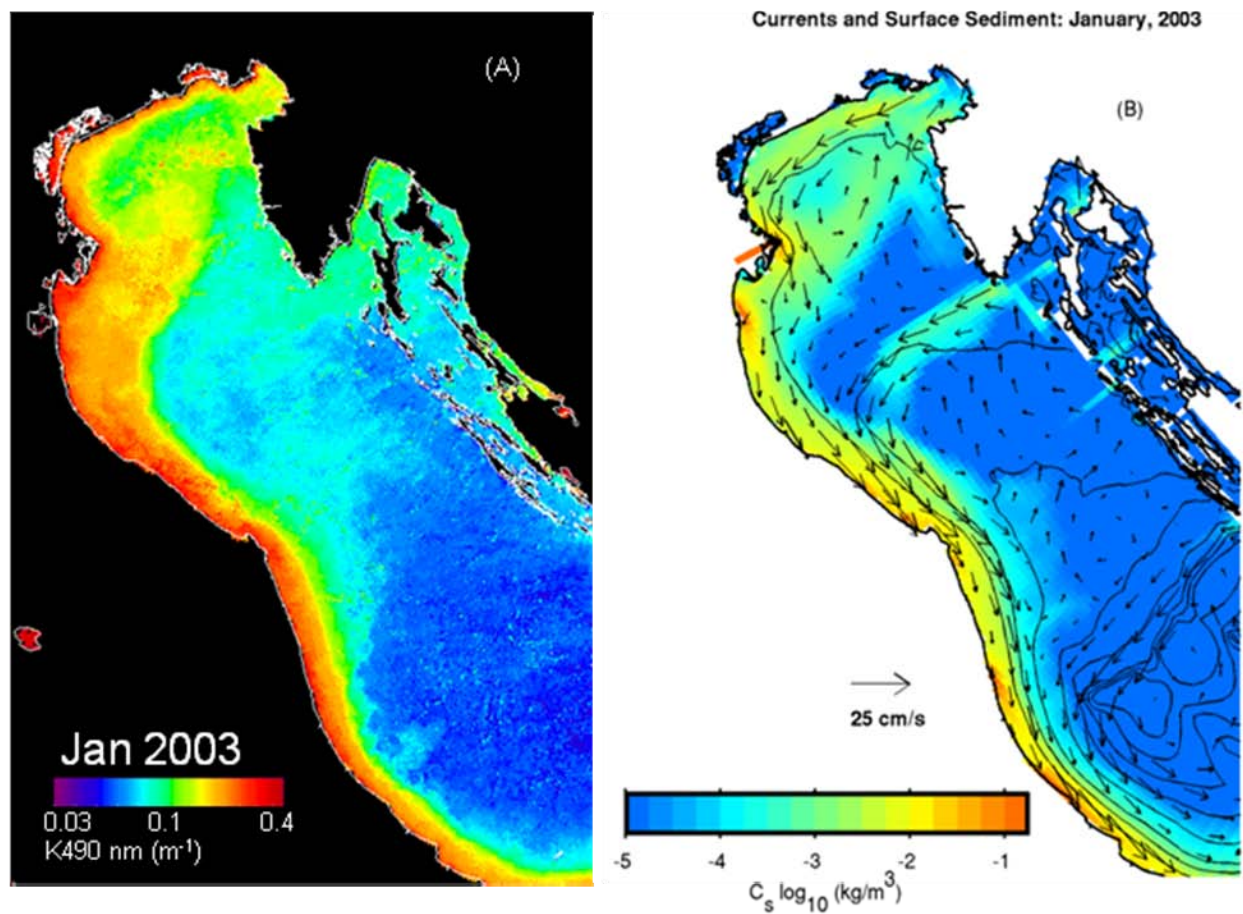 (A)
Jan 2003
0.03 0.1 0.4
K490 nm (m⁻¹)
Currents and Surface Sediment: January, 2003
(B)
25 cm/s
-5 -4 -3 -2 -1
C̄ₛ log₁₀ (kg/m³)